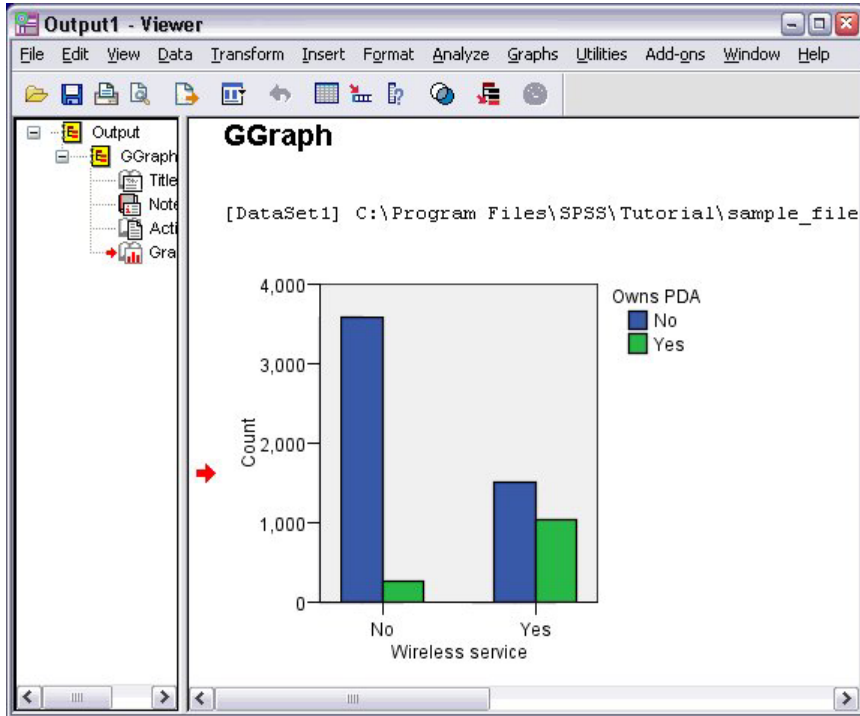 Output1 - Viewer
File Edit View Data Transform Insert Format Analyze Graphs Utilities Add-ons Window Help
Output
GGraph
Title
Note
Acti
Gra
GGraph
[DataSet1] C:\Program Files\SPSS\Tutorial\sample_file
4,000
3,000
2,000
1,000
0
Count
No
Yes
Wireless service
Owns PDA
No
Yes